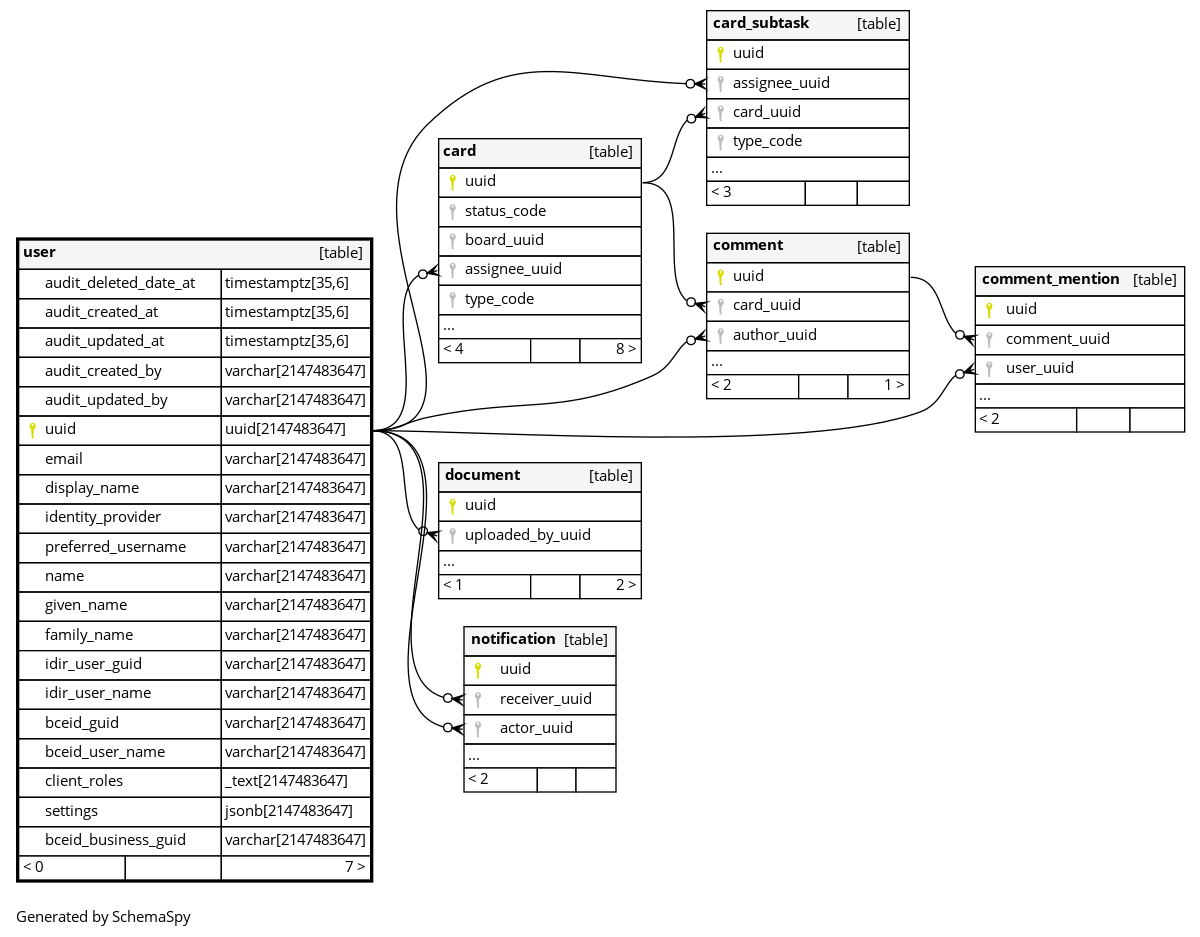 card_subtask [table]
uuid
assignee_uuid
card_uuid
type_code
...
< 3
card [table]
uuid
status_code
board_uuid
assignee_uuid
type_code
...
< 4 8 >
user [table]
audit_deleted_date_at timestamptz[35,6]
audit_created_at timestamptz[35,6]
audit_updated_at timestamptz[35,6]
audit_created_by varchar[2147483647]
audit_updated_by varchar[2147483647]
uuid uuid[2147483647]
email varchar[2147483647]
display_name varchar[2147483647]
identity_provider varchar[2147483647]
preferred_username varchar[2147483647]
name varchar[2147483647]
given_name varchar[2147483647]
family_name varchar[2147483647]
idir_user_guid varchar[2147483647]
idir_user_name varchar[2147483647]
bceid_guid varchar[2147483647]
bceid_user_name varchar[2147483647]
client_roles _text[2147483647]
settings jsonb[2147483647]
bceid_business_guid varchar[2147483647]
< 0 7 >
comment [table]
uuid
card_uuid
author_uuid
...
< 2 1 >
comment_mention [table]
uuid
comment_uuid
user_uuid
...
< 2
document [table]
uuid
uploaded_by_uuid
...
< 1 2 >
notification [table]
uuid
receiver_uuid
actor_uuid
...
< 2
Generated by SchemaSpy